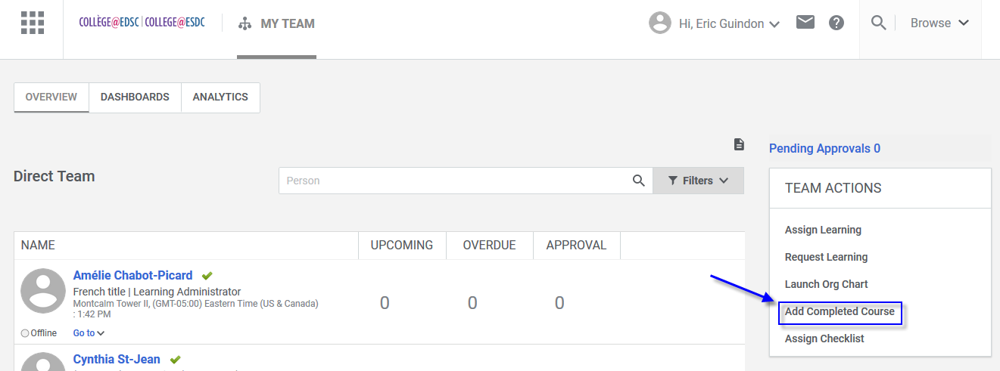 COLLÈGE@EDSC | COLLEGE@ESDC
MY TEAM
Hi, Eric Guindon
Browse
OVERVIEW
DASHBOARDS
ANALYTICS
Pending Approvals 0
Direct Team
Person
Filters
TEAM ACTIONS
Assign Learning
Request Learning
Launch Org Chart
Add Completed Course
Assign Checklist
NAME
UPCOMING
OVERDUE
APPROVAL
Amélie Chabot-Picard
French title | Learning Administrator
Montcalm Tower II, (GMT-05:00) Eastern Time (US & Canada)
: 1:42 PM
0
0
0
Offline
Go to
Cynthia St-Jean